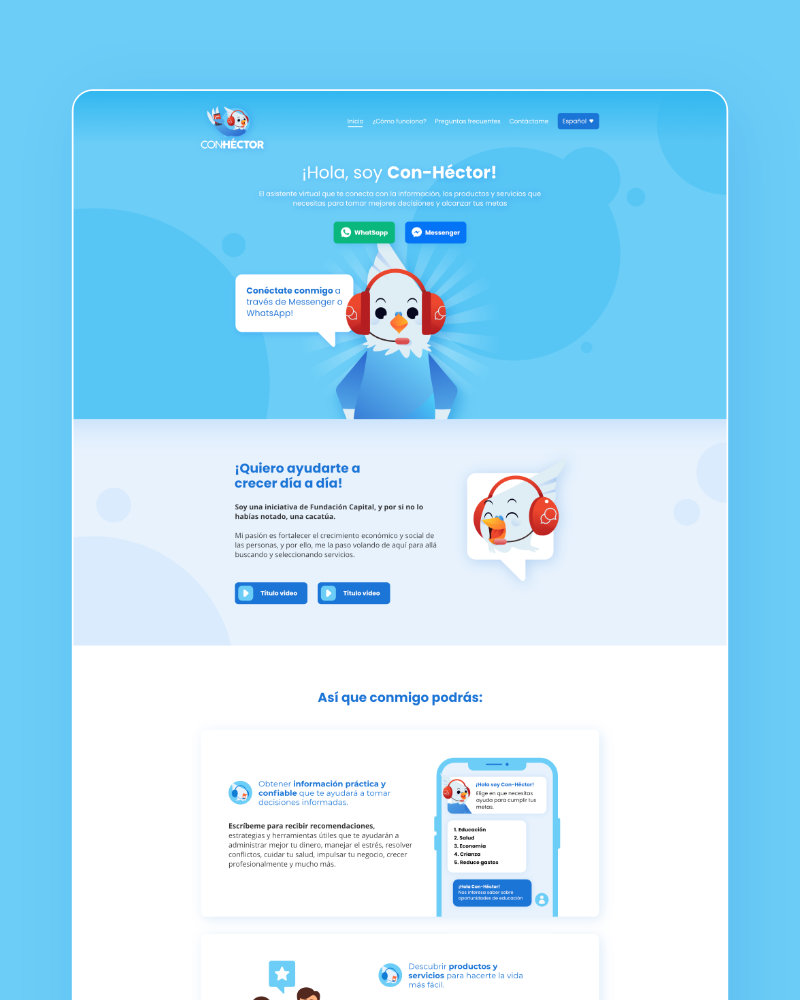 CONHÉCTOR
Inicio ¿Cómo funciono? Preguntas frecuentes Contáctame Español
¡Hola, soy Con-Héctor!
El asistente virtual que te conecta con la información, los productos y servicios que
necesitas para tomar mejores decisiones y alcanzar tus metas
WhatSapp Messenger
Conéctate conmigo a
través de Messenger o
WhatsApp!
¡Quiero ayudarte a
crecer día a día!
Soy una iniciativa de Fundación Capital, y por si no lo
habías notado, una cacatúa.
Mi pasión es fortalecer el crecimiento económico y social de
las personas, y por ello, me la paso volando de aquí para allá
buscando y seleccionando servicios.
Título video Título video
Así que conmigo podrás:
Obtener información práctica y
confiable que te ayudará a tomar
decisiones informadas.
Escríbeme para recibir recomendaciones,
estrategias y herramientas útiles que te ayudarán a
administrar mejor tu dinero, manejar el estrés, resolver
conflictos, cuidar tu salud, impulsar tu negocio, crecer
profesionalmente y mucho más.
¡Hola soy Con-Héctor!
Elige en que necesitas
ayuda para cumplir tus
metas.
1. Educación
2. Salud
3. Economía
4. Crianza
5. Reduce gastos
¡Hola Con-Héctor!
Nos interesa saber sobre
oportunidades de educación
Descubrir productos y
servicios para hacerte la vida
más fácil.